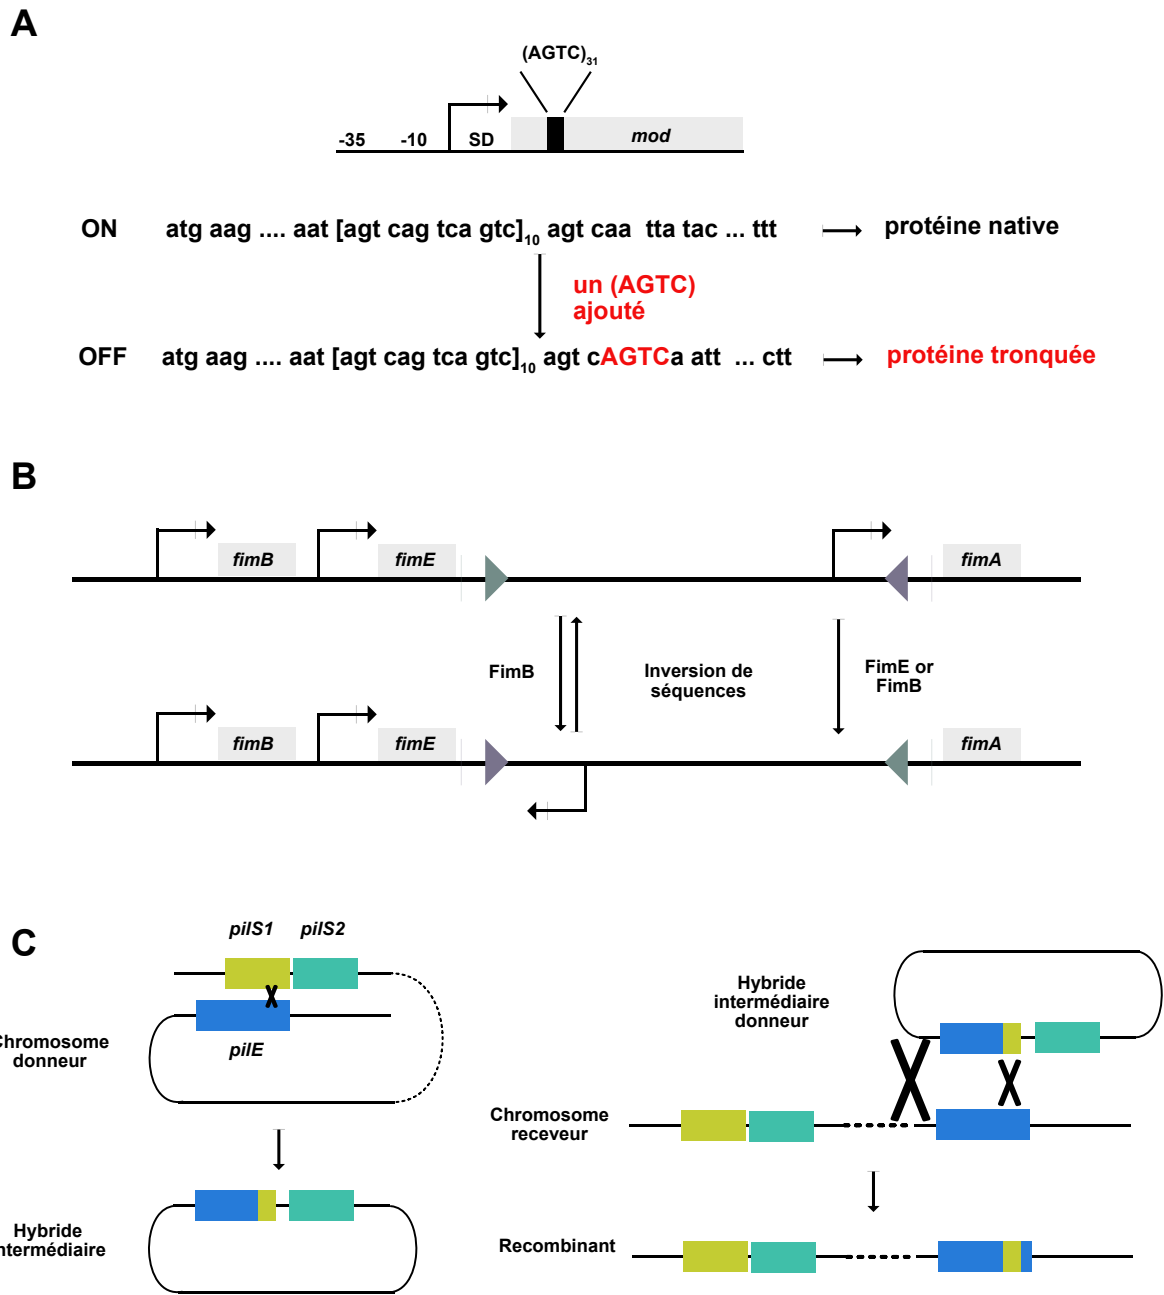 A
(AGTC)31
-35 -10 SD mod
ON atg aag .... aat [agt cag tca gtc]10 agt caa tta tac ... ttt protéine native
un (AGTC)
ajouté
OFF atg aag .... aat [agt cag tca gtc]10 agt cAGTCa att ... ctt protéine tronquée
B
fimB fimE fimA
FimB
Inversion de
séquences
FimE or
FimB
fimB fimE fimA
C
pilS1 pilS2
pilE
Chromosome
donneur
Hybride
intermédiaire
Hybride
intermédiaire
donneur
Chromosome
receveur
Recombinant